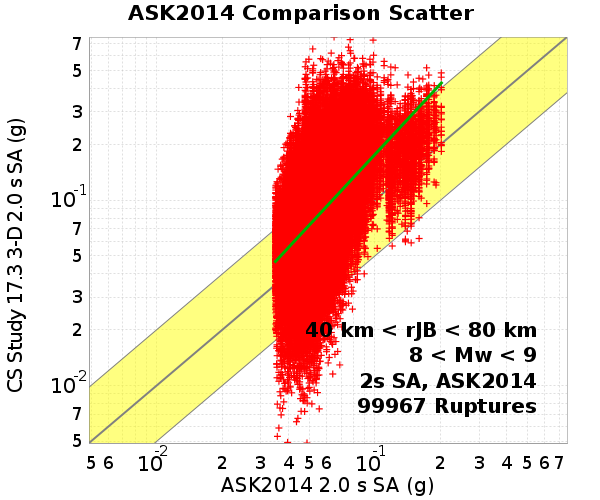 ASK2014 Comparison Scatter
CS Study 17.3 3-D 2.0 s SA (g)
7
5
3
2
10-1
7
5
3
2
10-2
7
5
40 km < rJB < 80 km
8 < Mw < 9
2s SA, ASK2014
99967 Ruptures
5 6 10-2 2 3 4 5 6 10-1 2 3 4 5 6 7
ASK2014 2.0 s SA (g)